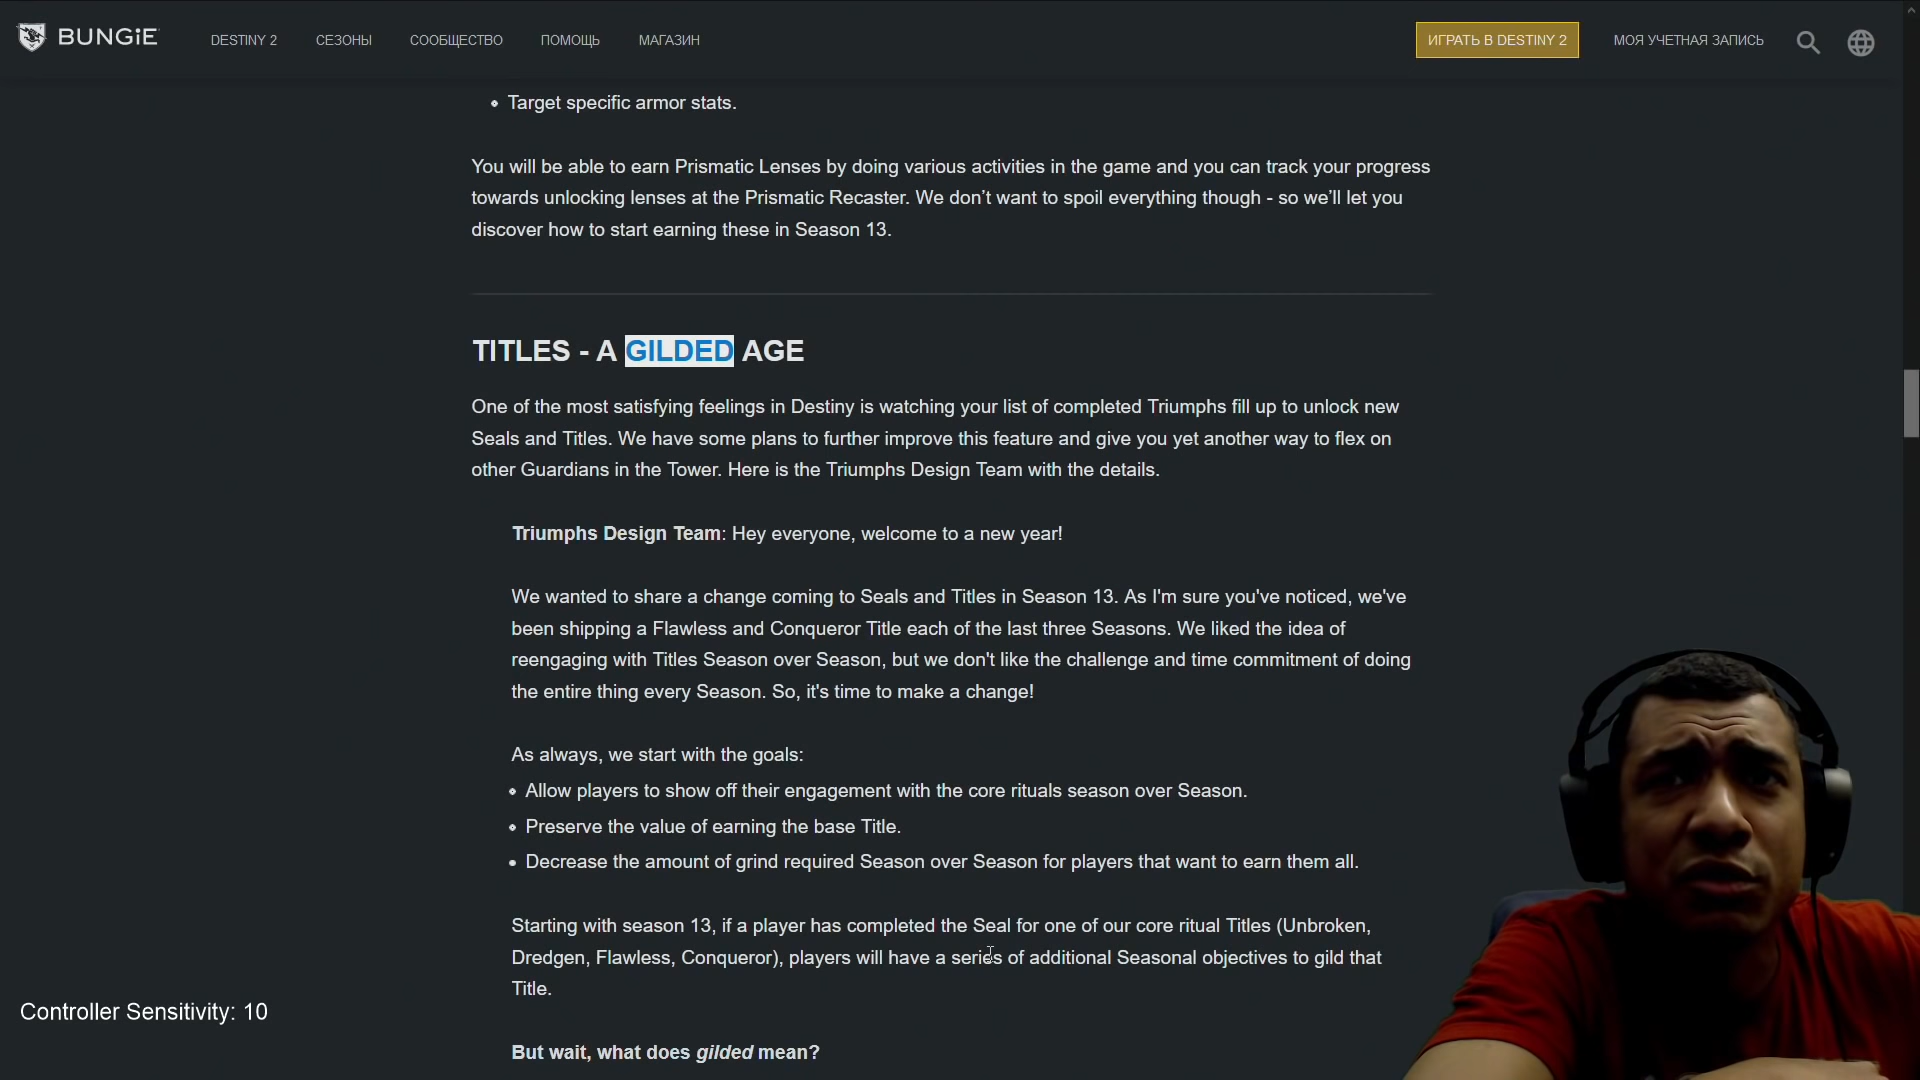 BUNGiE
DESTINY 2
СЕЗОНЫ
СООБЩЕСТВО
ПОМОЩЬ
МАГАЗИН
ИГРАТЬ В DESTINY 2
МОЯ УЧЕТНАЯ ЗАПИСЬ
• Target specific armor stats.
You will be able to earn Prismatic Lenses by doing various activities in the game and you can track your progress
towards unlocking lenses at the Prismatic Recaster. We don’t want to spoil everything though - so we’ll let you
discover how to start earning these in Season 13.
TITLES - A GILDED AGE
One of the most satisfying feelings in Destiny is watching your list of completed Triumphs fill up to unlock new
Seals and Titles. We have some plans to further improve this feature and give you yet another way to flex on
other Guardians in the Tower. Here is the Triumphs Design Team with the details.
Triumphs Design Team: Hey everyone, welcome to a new year!
We wanted to share a change coming to Seals and Titles in Season 13. As I'm sure you've noticed, we've
been shipping a Flawless and Conqueror Title each of the last three Seasons. We liked the idea of
reengaging with Titles Season over Season, but we don't like the challenge and time commitment of doing
the entire thing every Season. So, it's time to make a change!
As always, we start with the goals:
• Allow players to show off their engagement with the core rituals season over Season.
• Preserve the value of earning the base Title.
• Decrease the amount of grind required Season over Season for players that want to earn them all.
Starting with season 13, if a player has completed the Seal for one of our core ritual Titles (Unbroken,
Dredgen, Flawless, Conqueror), players will have a series of additional Seasonal objectives to gild that
Title.
Controller Sensitivity: 10
But wait, what does gilded mean?